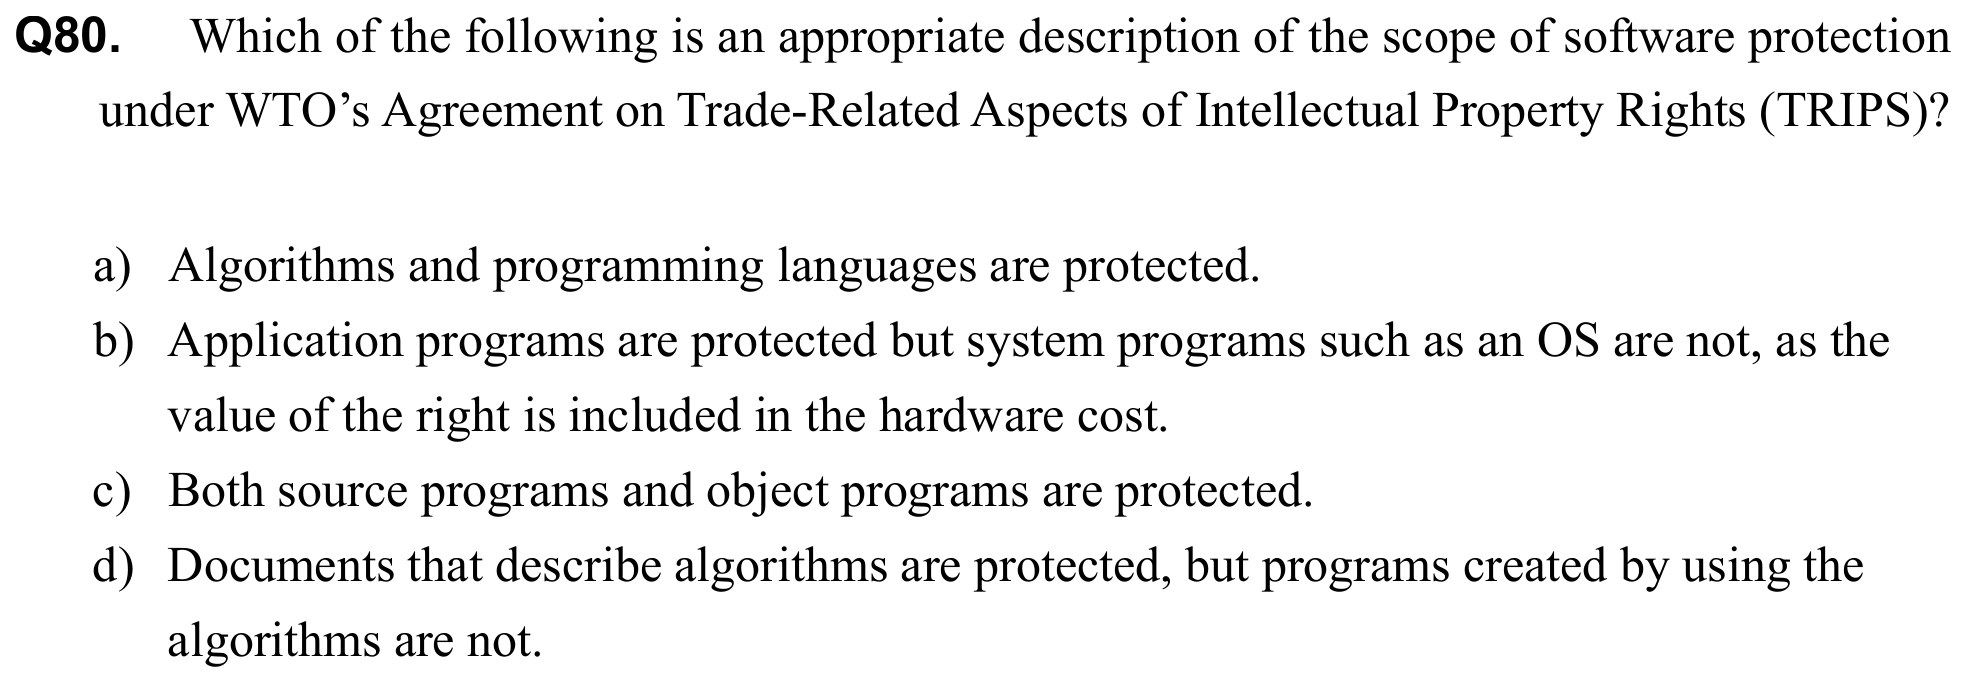 Q80. Which of the following is an appropriate description of the scope of software protection
under WTO’s Agreement on Trade-Related Aspects of Intellectual Property Rights (TRIPS)?
a) Algorithms and programming languages are protected.
b) Application programs are protected but system programs such as an OS are not, as the
value of the right is included in the hardware cost.
c) Both source programs and object programs are protected.
d) Documents that describe algorithms are protected, but programs created by using the
algorithms are not.